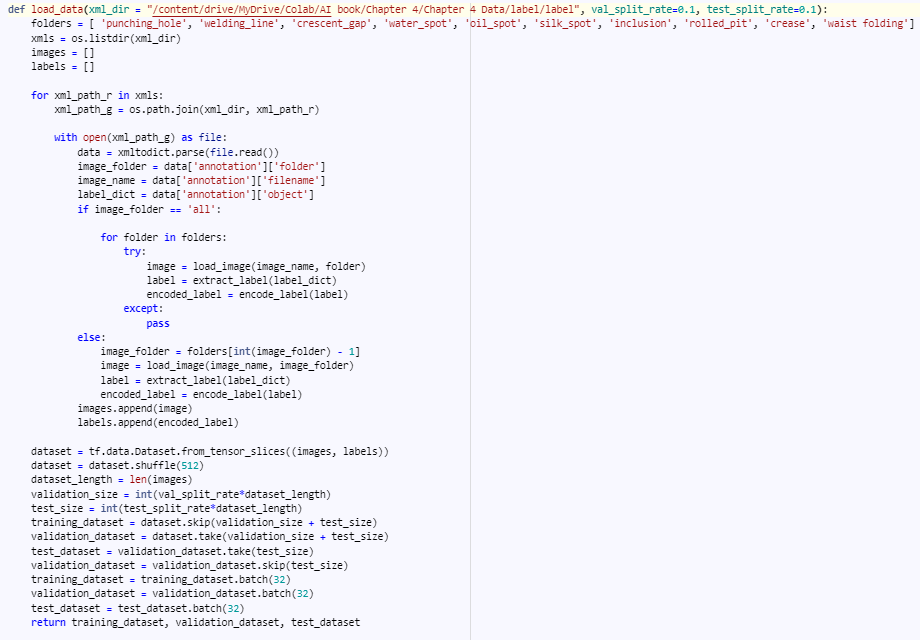 def load_data(xml_dir = "/content/drive/MyDrive/Colab/AI book/Chapter 4/Chapter 4 Data/label/label", val_split_rate=0.1, test_split_rate=0.1):
    folders = [ 'punching_hole', 'welding_line', 'crescent_gap', 'water_spot', 'oil_spot', 'silk_spot', 'inclusion', 'rolled_pit', 'crease', 'waist folding']
    xmls = os.listdir(xml_dir)
    images = []
    labels = []

    for xml_path_r in xmls:
        xml_path_g = os.path.join(xml_dir, xml_path_r)

        with open(xml_path_g) as file:
            data = xmltodict.parse(file.read())
            image_folder = data['annotation']['folder']
            image_name = data['annotation']['filename']
            label_dict = data['annotation']['object']
            if image_folder == 'all':

                for folder in folders:
                    try:
                        image = load_image(image_name, folder)
                        label = extract_label(label_dict)
                        encoded_label = encode_label(label)
                    except:
                        pass
            else:
                image_folder = folders[int(image_folder) - 1]
                image = load_image(image_name, image_folder)
                label = extract_label(label_dict)
                encoded_label = encode_label(label)
            images.append(image)
            labels.append(encoded_label)

    dataset = tf.data.Dataset.from_tensor_slices((images, labels))
    dataset = dataset.shuffle(512)
    dataset_length = len(images)
    validation_size = int(val_split_rate*dataset_length)
    test_size = int(test_split_rate*dataset_length)
    training_dataset = dataset.skip(validation_size + test_size)
    validation_dataset = dataset.take(validation_size + test_size)
    test_dataset = validation_dataset.take(test_size)
    validation_dataset = validation_dataset.skip(test_size)
    training_dataset = training_dataset.batch(32)
    validation_dataset = validation_dataset.batch(32)
    test_dataset = test_dataset.batch(32)
    return training_dataset, validation_dataset, test_dataset